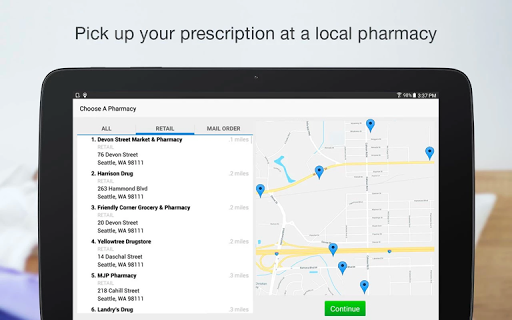 Pick up your prescription at a local pharmacy
98% 3:37 PM
Choose A Pharmacy
ALL RETAIL MAIL ORDER
1. Devon Street Market & Pharmacy .1 miles
RETAIL
76 Devon Street
Seattle, WA 98111
2. Harrison Drug .2 miles
RETAIL
263 Hammond Blvd
Seattle, WA 98111
3. Friendly Corner Grocery & Pharmacy .2 miles
RETAIL
20 Devon Street
Seattle, WA 98111
4. Yellowtree Drugstore .2 miles
RETAIL
14 Daschal Street
Seattle, WA 98111
5. MJP Pharmacy .3 miles
RETAIL
218 Cahill Street
Seattle, WA 98111
6. Landry's Drug .3 miles
Continue